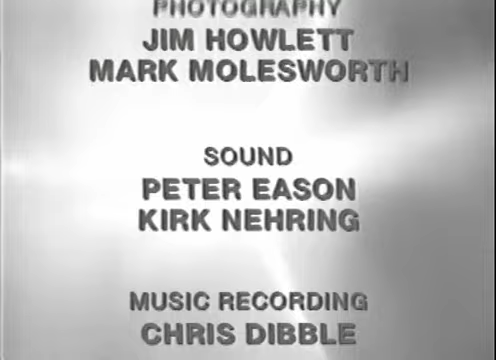 PHOTOGRAPHY
JIM HOWLETT
MARK MOLESWORTH
SOUND
PETER EASON
KIRK NEHRING
MUSIC RECORDING
CHRIS DIBBLE